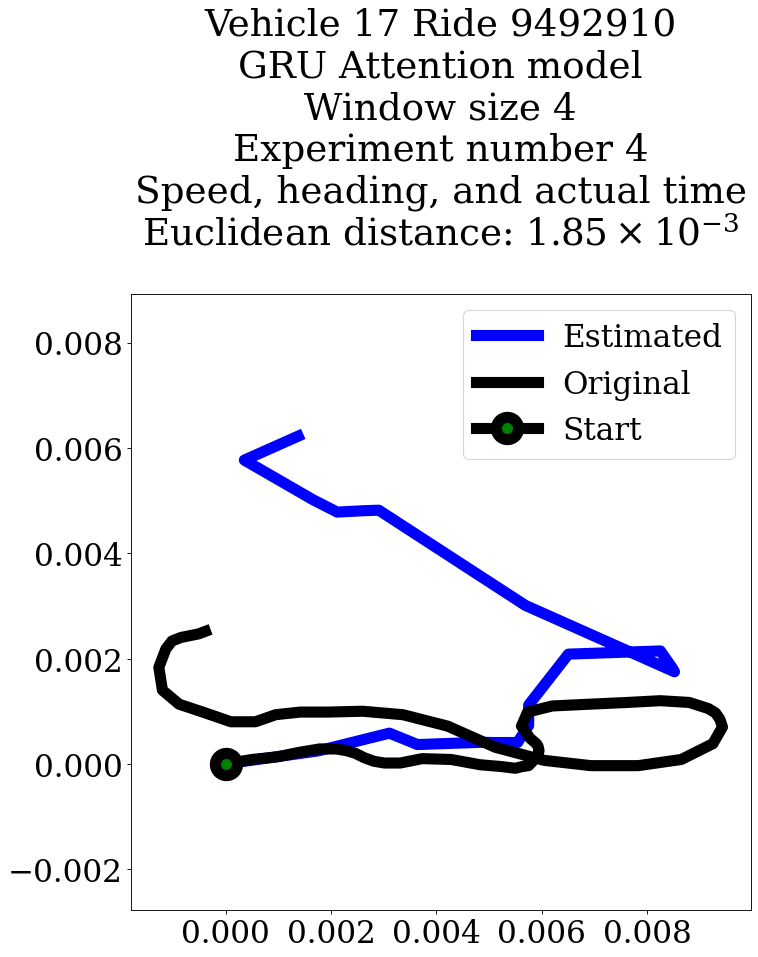 Vehicle 17 Ride 9492910
GRU Attention model
Window size 4
Experiment number 4
Speed, heading, and actual time
Euclidean distance: 1.85 × 10⁻³
Estimated
Original
Start
0.008
0.006
0.004
0.002
0.000
−0.002
0.000 0.002 0.004 0.006 0.008